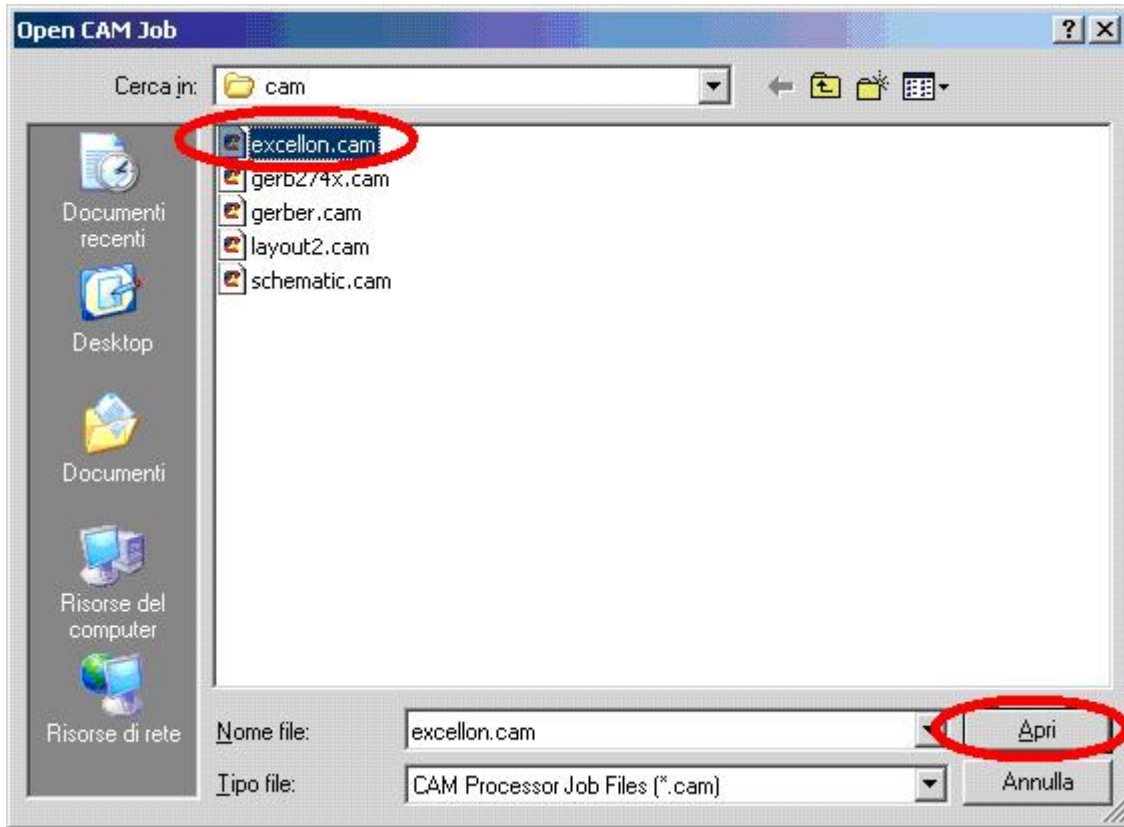 Open CAM Job
Cerca in:
cam
excellon.cam
gerb274x.cam
gerber.cam
layout2.cam
schematic.cam
Documenti
recenti
Desktop
Documenti
Risorse del
computer
Risorse di rete
Nome file:
excellon.cam
Apri
Tipo file:
CAM Processor Job Files (*.cam)
Annulla